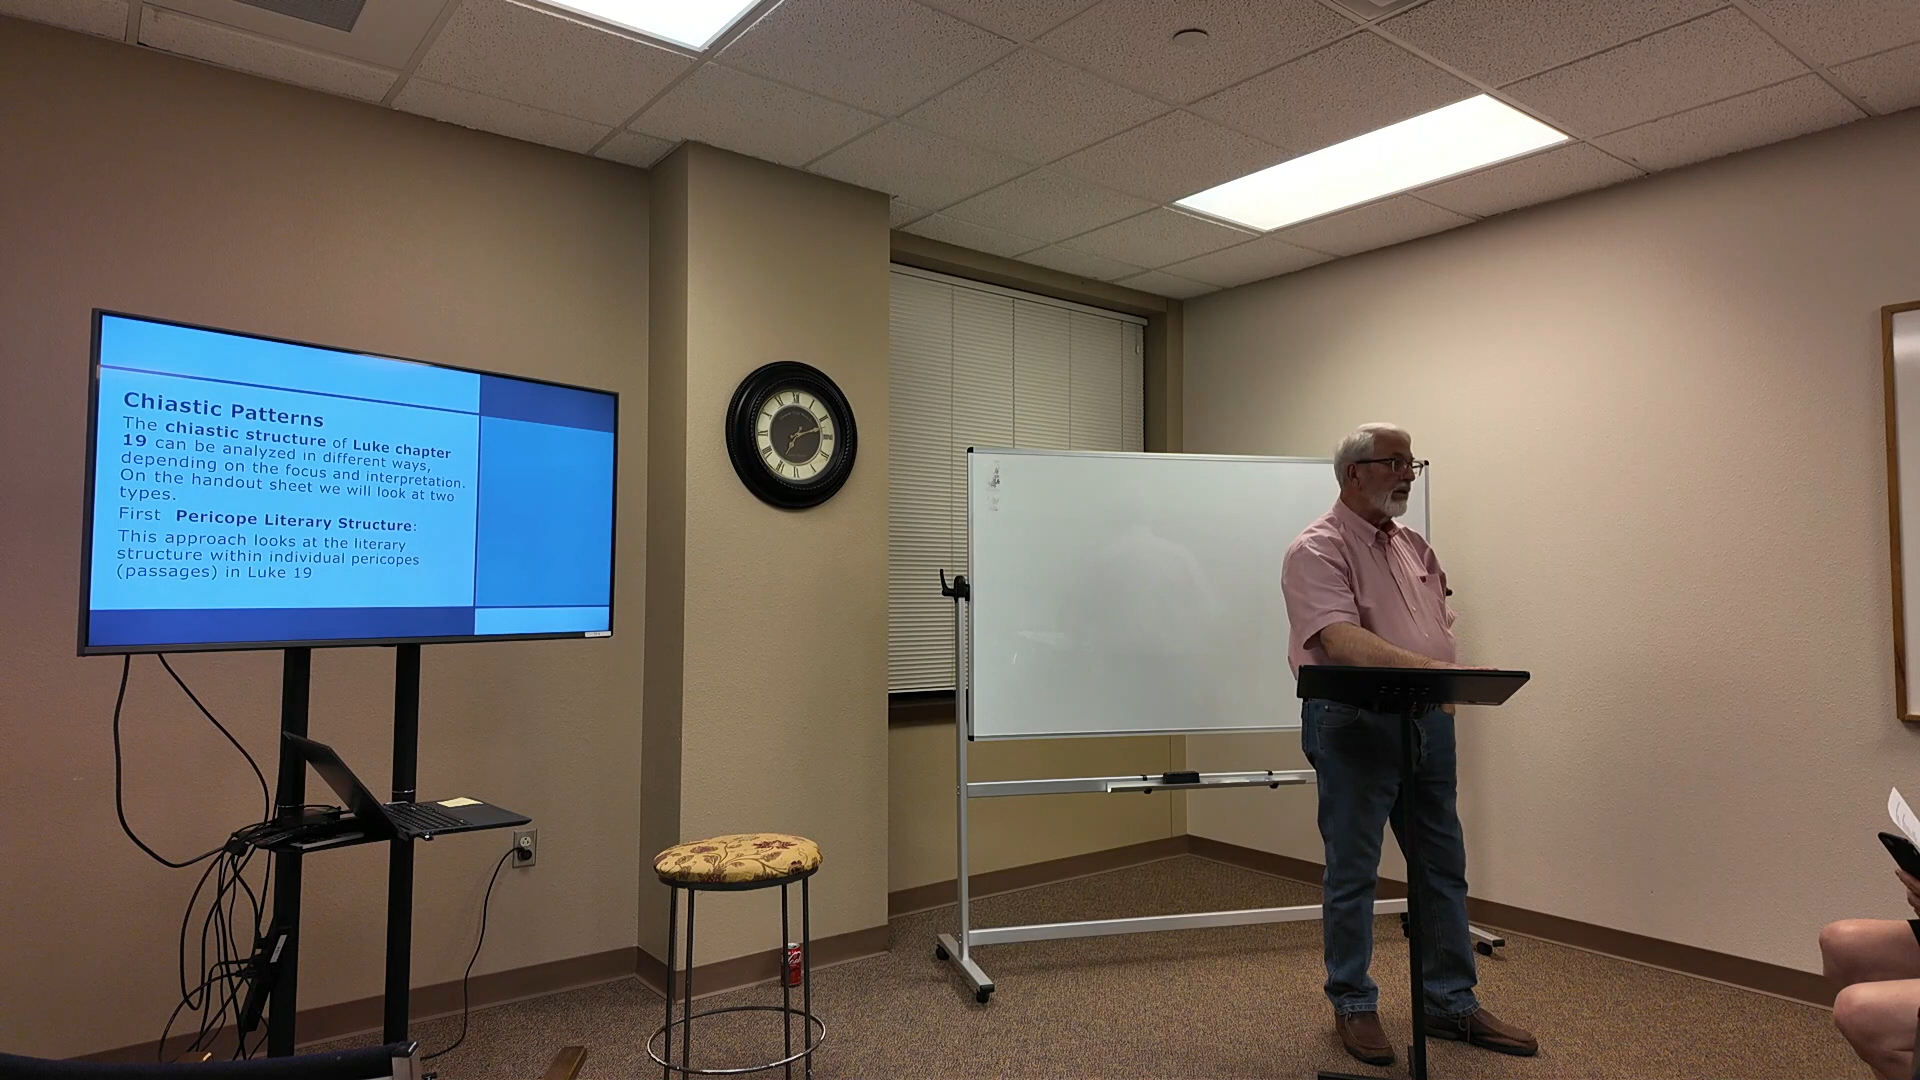 Chiastic Patterns
The chiastic structure of Luke chapter
19 can be analyzed in different ways,
depending on the focus and interpretation.
On the handout sheet we will look at two
types.
First Pericope Literary Structure:
This approach looks at the literary
structure within individual pericopes
(passages) in Luke 19